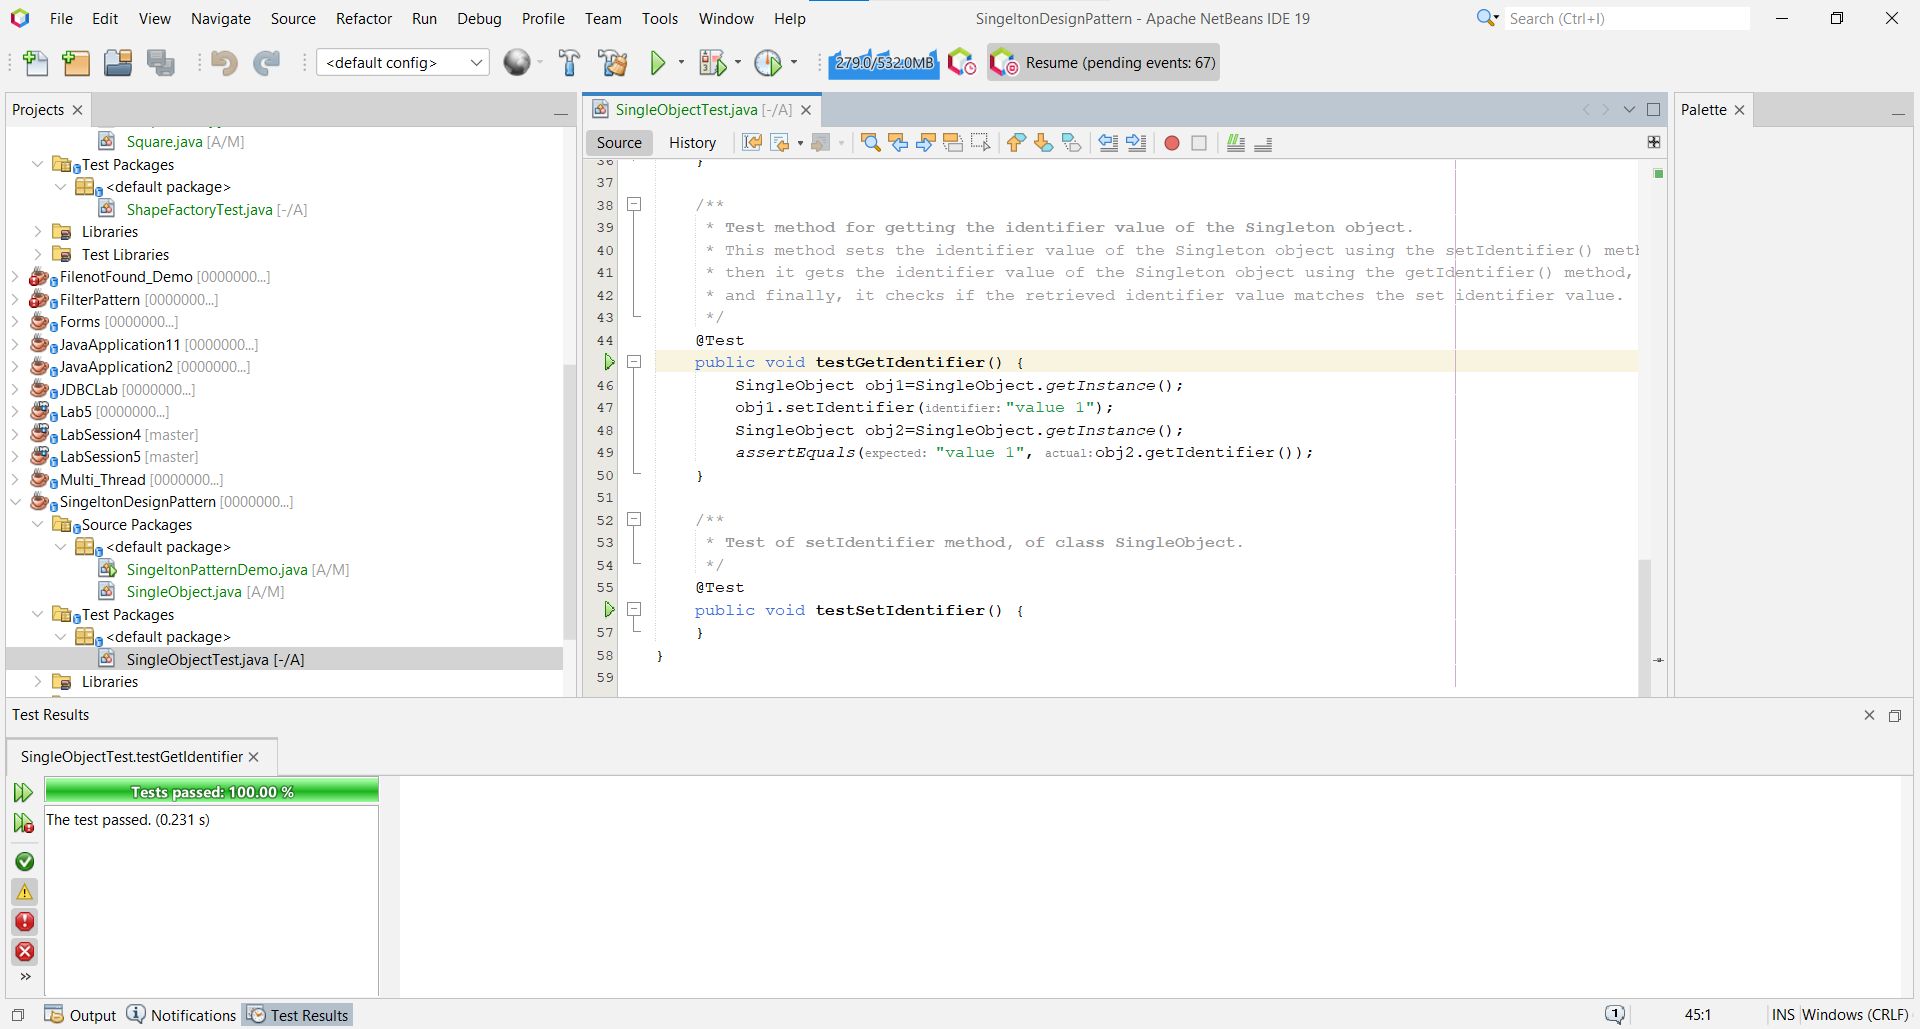 File Edit View Navigate Source Refactor Run Debug Profile Team Tools Window Help
SingeltonDesignPattern - Apache NetBeans IDE 19
Search (Ctrl+I)
<default config>
279.0/532.0MB
Resume (pending events: 67)
Projects
Square.java [A/M]
Test Packages
<default package>
ShapeFactoryTest.java [-/A]
Libraries
Test Libraries
FilenotFound_Demo [0000000...]
FilterPattern [0000000...]
Forms [0000000...]
JavaApplication11 [0000000...]
JavaApplication2 [0000000...]
JDBCLab [0000000...]
Lab5 [0000000...]
LabSession4 [master]
LabSession5 [master]
Multi_Thread [0000000...]
SingeltonDesignPattern [0000000...]
Source Packages
<default package>
SingeltonPatternDemo.java [A/M]
SingleObject.java [A/M]
Test Packages
<default package>
SingleObjectTest.java [-/A]
Libraries
SingleObjectTest.java [-/A]
Source History
36 }
37
38 /**
39 * Test method for getting the identifier value of the Singleton object.
40 * This method sets the identifier value of the Singleton object using the setIdentifier() meth
41 * then it gets the identifier value of the Singleton object using the getIdentifier() method,
42 * and finally, it checks if the retrieved identifier value matches the set identifier value.
43 */
44 @Test
public void testGetIdentifier() {
46 SingleObject obj1=SingleObject.getInstance();
47 obj1.setIdentifier(identifier: "value 1");
48 SingleObject obj2=SingleObject.getInstance();
49 assertEquals(expected: "value 1", actual: obj2.getIdentifier());
50 }
51
52 /**
53 * Test of setIdentifier method, of class SingleObject.
54 */
55 @Test
public void testSetIdentifier() {
57 }
58 }
59
Palette
Test Results
SingleObjectTest.testGetIdentifier
Tests passed: 100.00 %
The test passed. (0.231 s)
Output Notifications Test Results
1
45:1
INS Windows (CRLF)